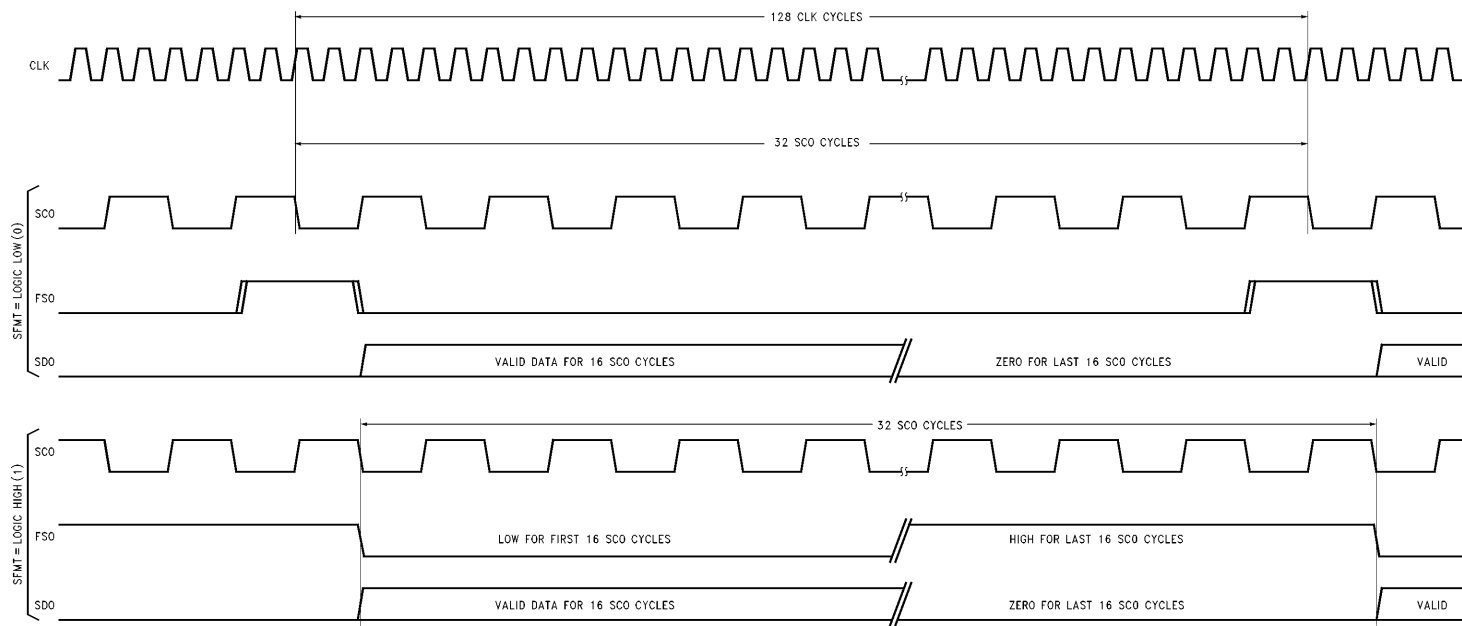 128 CLK CYCLES
CLK
32 SCO CYCLES
SFMT = LOGIC LOW (0)
SCO
FSO
SDO
VALID DATA FOR 16 SCO CYCLES
ZERO FOR LAST 16 SCO CYCLES
VALID
32 SCO CYCLES
SFMT = LOGIC HIGH (1)
SCO
FSO
LOW FOR FIRST 16 SCO CYCLES
HIGH FOR LAST 16 SCO CYCLES
SDO
VALID DATA FOR 16 SCO CYCLES
ZERO FOR LAST 16 SCO CYCLES
VALID